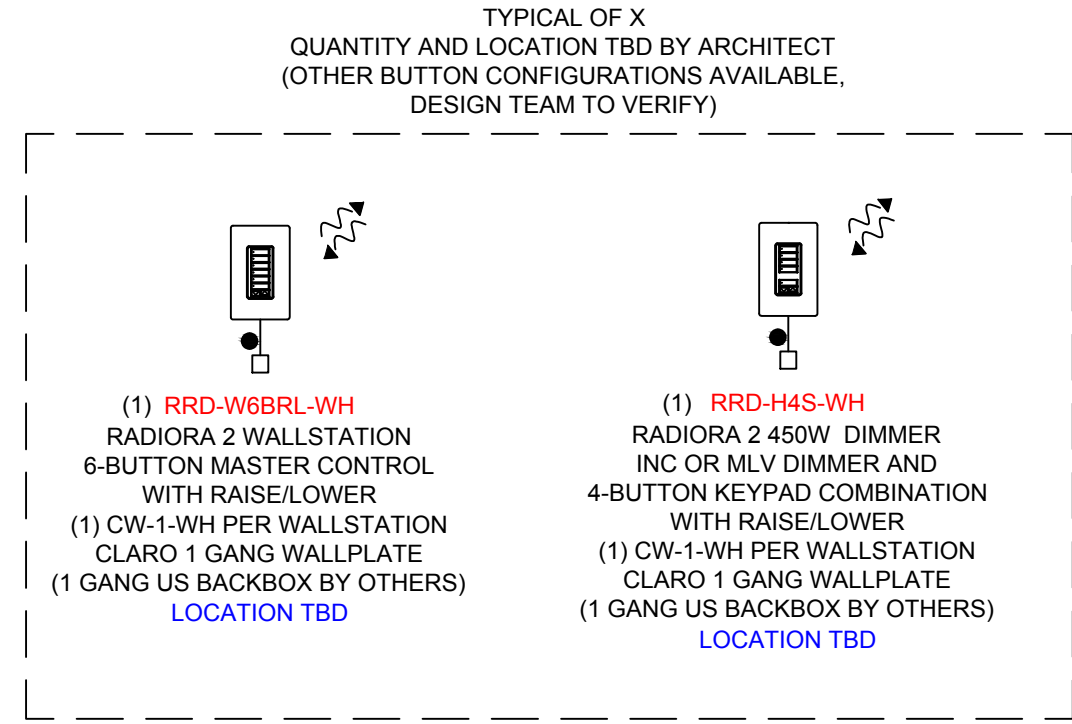 TYPICAL OF X
QUANTITY AND LOCATION TBD BY ARCHITECT
(OTHER BUTTON CONFIGURATIONS AVAILABLE,
DESIGN TEAM TO VERIFY)
(1) RRD-W6BRL-WH
RADIORA 2 WALLSTATION
6-BUTTON MASTER CONTROL
WITH RAISE/LOWER
(1) CW-1-WH PER WALLSTATION
CLARO 1 GANG WALLPLATE
(1 GANG US BACKBOX BY OTHERS)
LOCATION TBD
(1) RRD-H4S-WH
RADIORA 2 450W DIMMER
INC OR MLV DIMMER AND
4-BUTTON KEYPAD COMBINATION
WITH RAISE/LOWER
(1) CW-1-WH PER WALLSTATION
CLARO 1 GANG WALLPLATE
(1 GANG US BACKBOX BY OTHERS)
LOCATION TBD